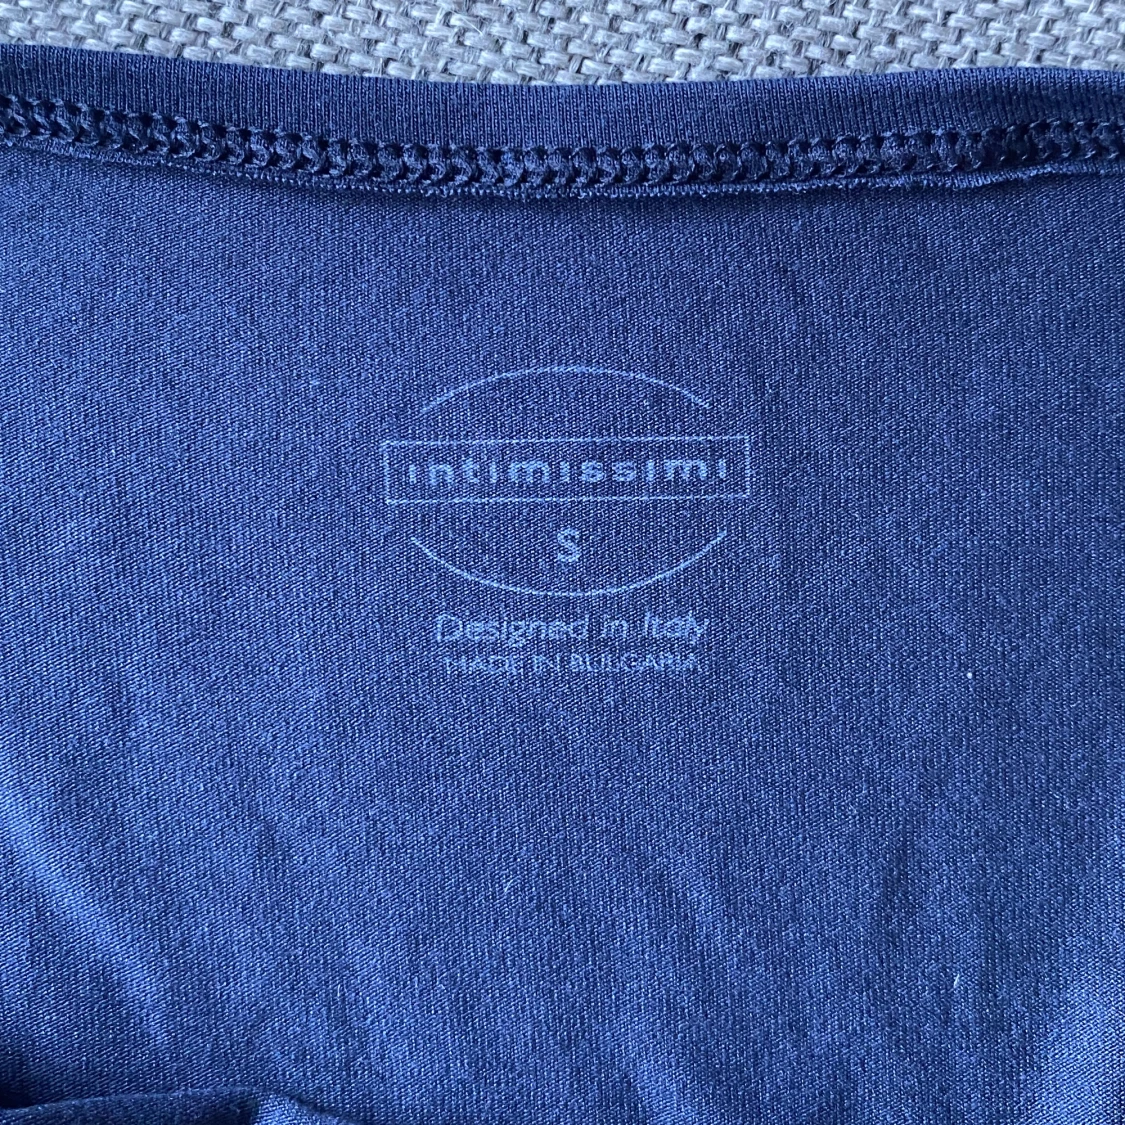 intimissimi
S
Designed in Italy
MADE IN BULGARIA